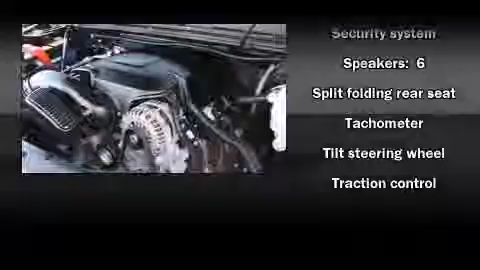 Security system
Speakers:  6
Split folding rear seat
Tachometer
Tilt steering wheel
Traction control